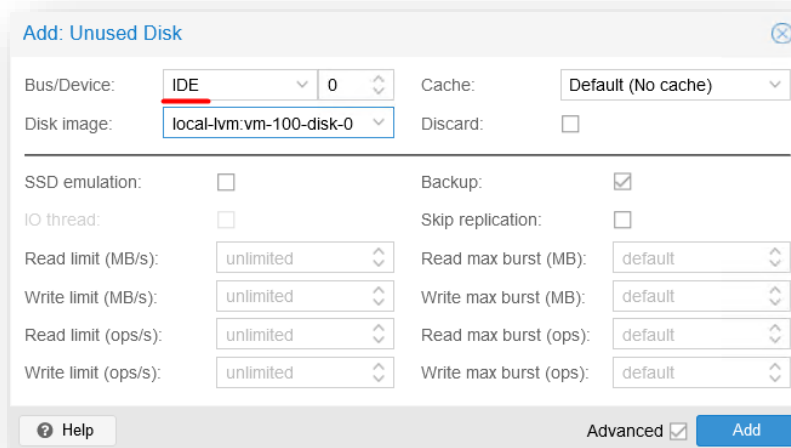 Add: Unused Disk
Bus/Device: IDE 0 Cache: Default (No cache)
Disk image: local-lvm:vm-100-disk-0 Discard:
SSD emulation: Backup:
IO thread: Skip replication:
Read limit (MB/s): unlimited Read max burst (MB): default
Write limit (MB/s): unlimited Write max burst (MB): default
Read limit (ops/s): unlimited Read max burst (ops): default
Write limit (ops/s): unlimited Write max burst (ops): default
Help Advanced Add